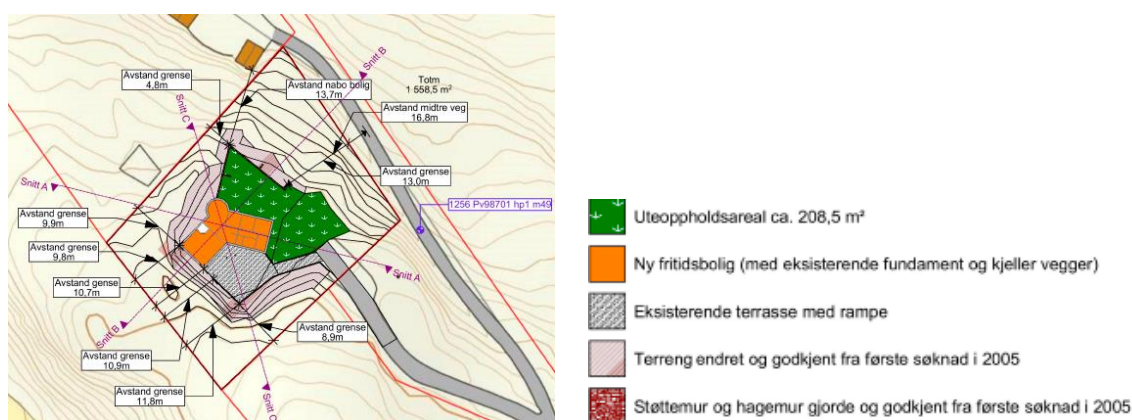 Avstand grense
4,8m
Snitt B
Avstand nabo bolig
13,7m
Totm
1 558,5 m²
Snitt C
Avstand midtre veg
16,8m
Avstand grense
13,0m
Snitt A
1256 Pv98701 hp1 m49
Avstand grense
9,9m
Avstand grense
9,8m
Snitt A
Avstand gense
10,7m
Snitt B
Avstand grense
8,9m
Avstand grense
10,9m
Avstand grense
11,8m
Snitt C
Uteoppholdsareal ca. 208,5 m²
Ny fritidsbolig (med eksisterende fundament og kjeller vegger)
Eksisterende terrasse med rampe
Terreng endret og godkjent fra første søknad i 2005
Støttemur og hagemur gjorde og godkjent fra første søknad i 2005